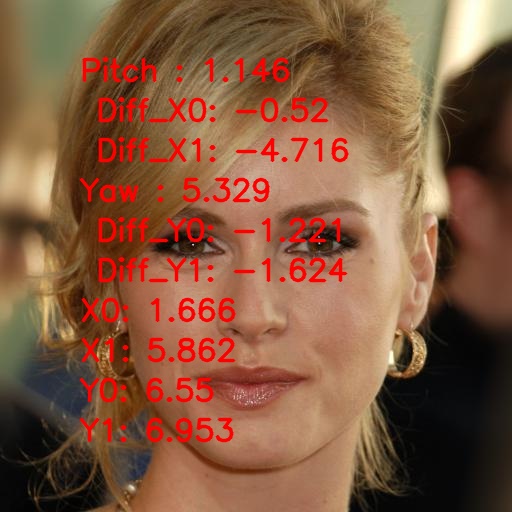 Pitch : 1.146
Diff_X0: -0.52
Diff_X1: -4.716
Yaw : 5.329
Diff_Y0: -1.221
Diff_Y1: -1.624
X0: 1.666
X1: 5.862
Y0: 6.55
Y1: 6.953